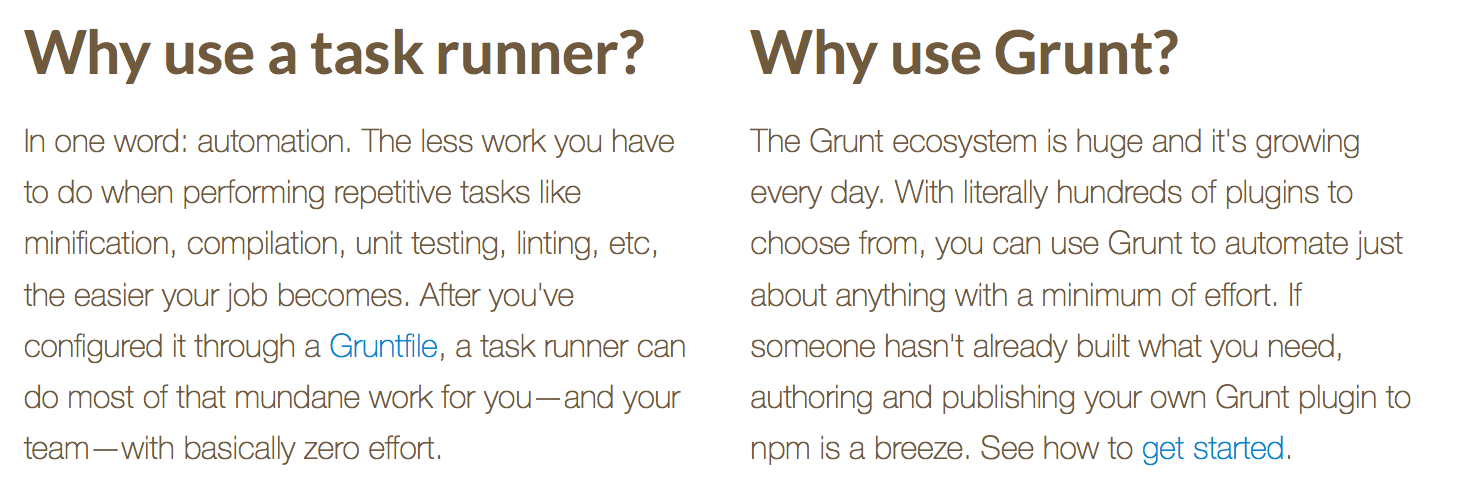 Why use a task runner?
In one word: automation. The less work you have
to do when performing repetitive tasks like
minification, compilation, unit testing, linting, etc,
the easier your job becomes. After you've
configured it through a Gruntfile, a task runner can
do most of that mundane work for you—and your
team—with basically zero effort.
Why use Grunt?
The Grunt ecosystem is huge and it's growing
every day. With literally hundreds of plugins to
choose from, you can use Grunt to automate just
about anything with a minimum of effort. If
someone hasn't already built what you need,
authoring and publishing your own Grunt plugin to
npm is a breeze. See how to get started.